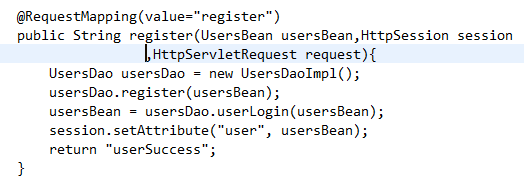 @RequestMapping(value="register")
public String register(UsersBean usersBean,HttpSession session
,HttpServletRequest request){
UsersDao usersDao = new UsersDaoImpl();
usersDao.register(usersBean);
usersBean = usersDao.userLogin(usersBean);
session.setAttribute("user", usersBean);
return "userSuccess";
}